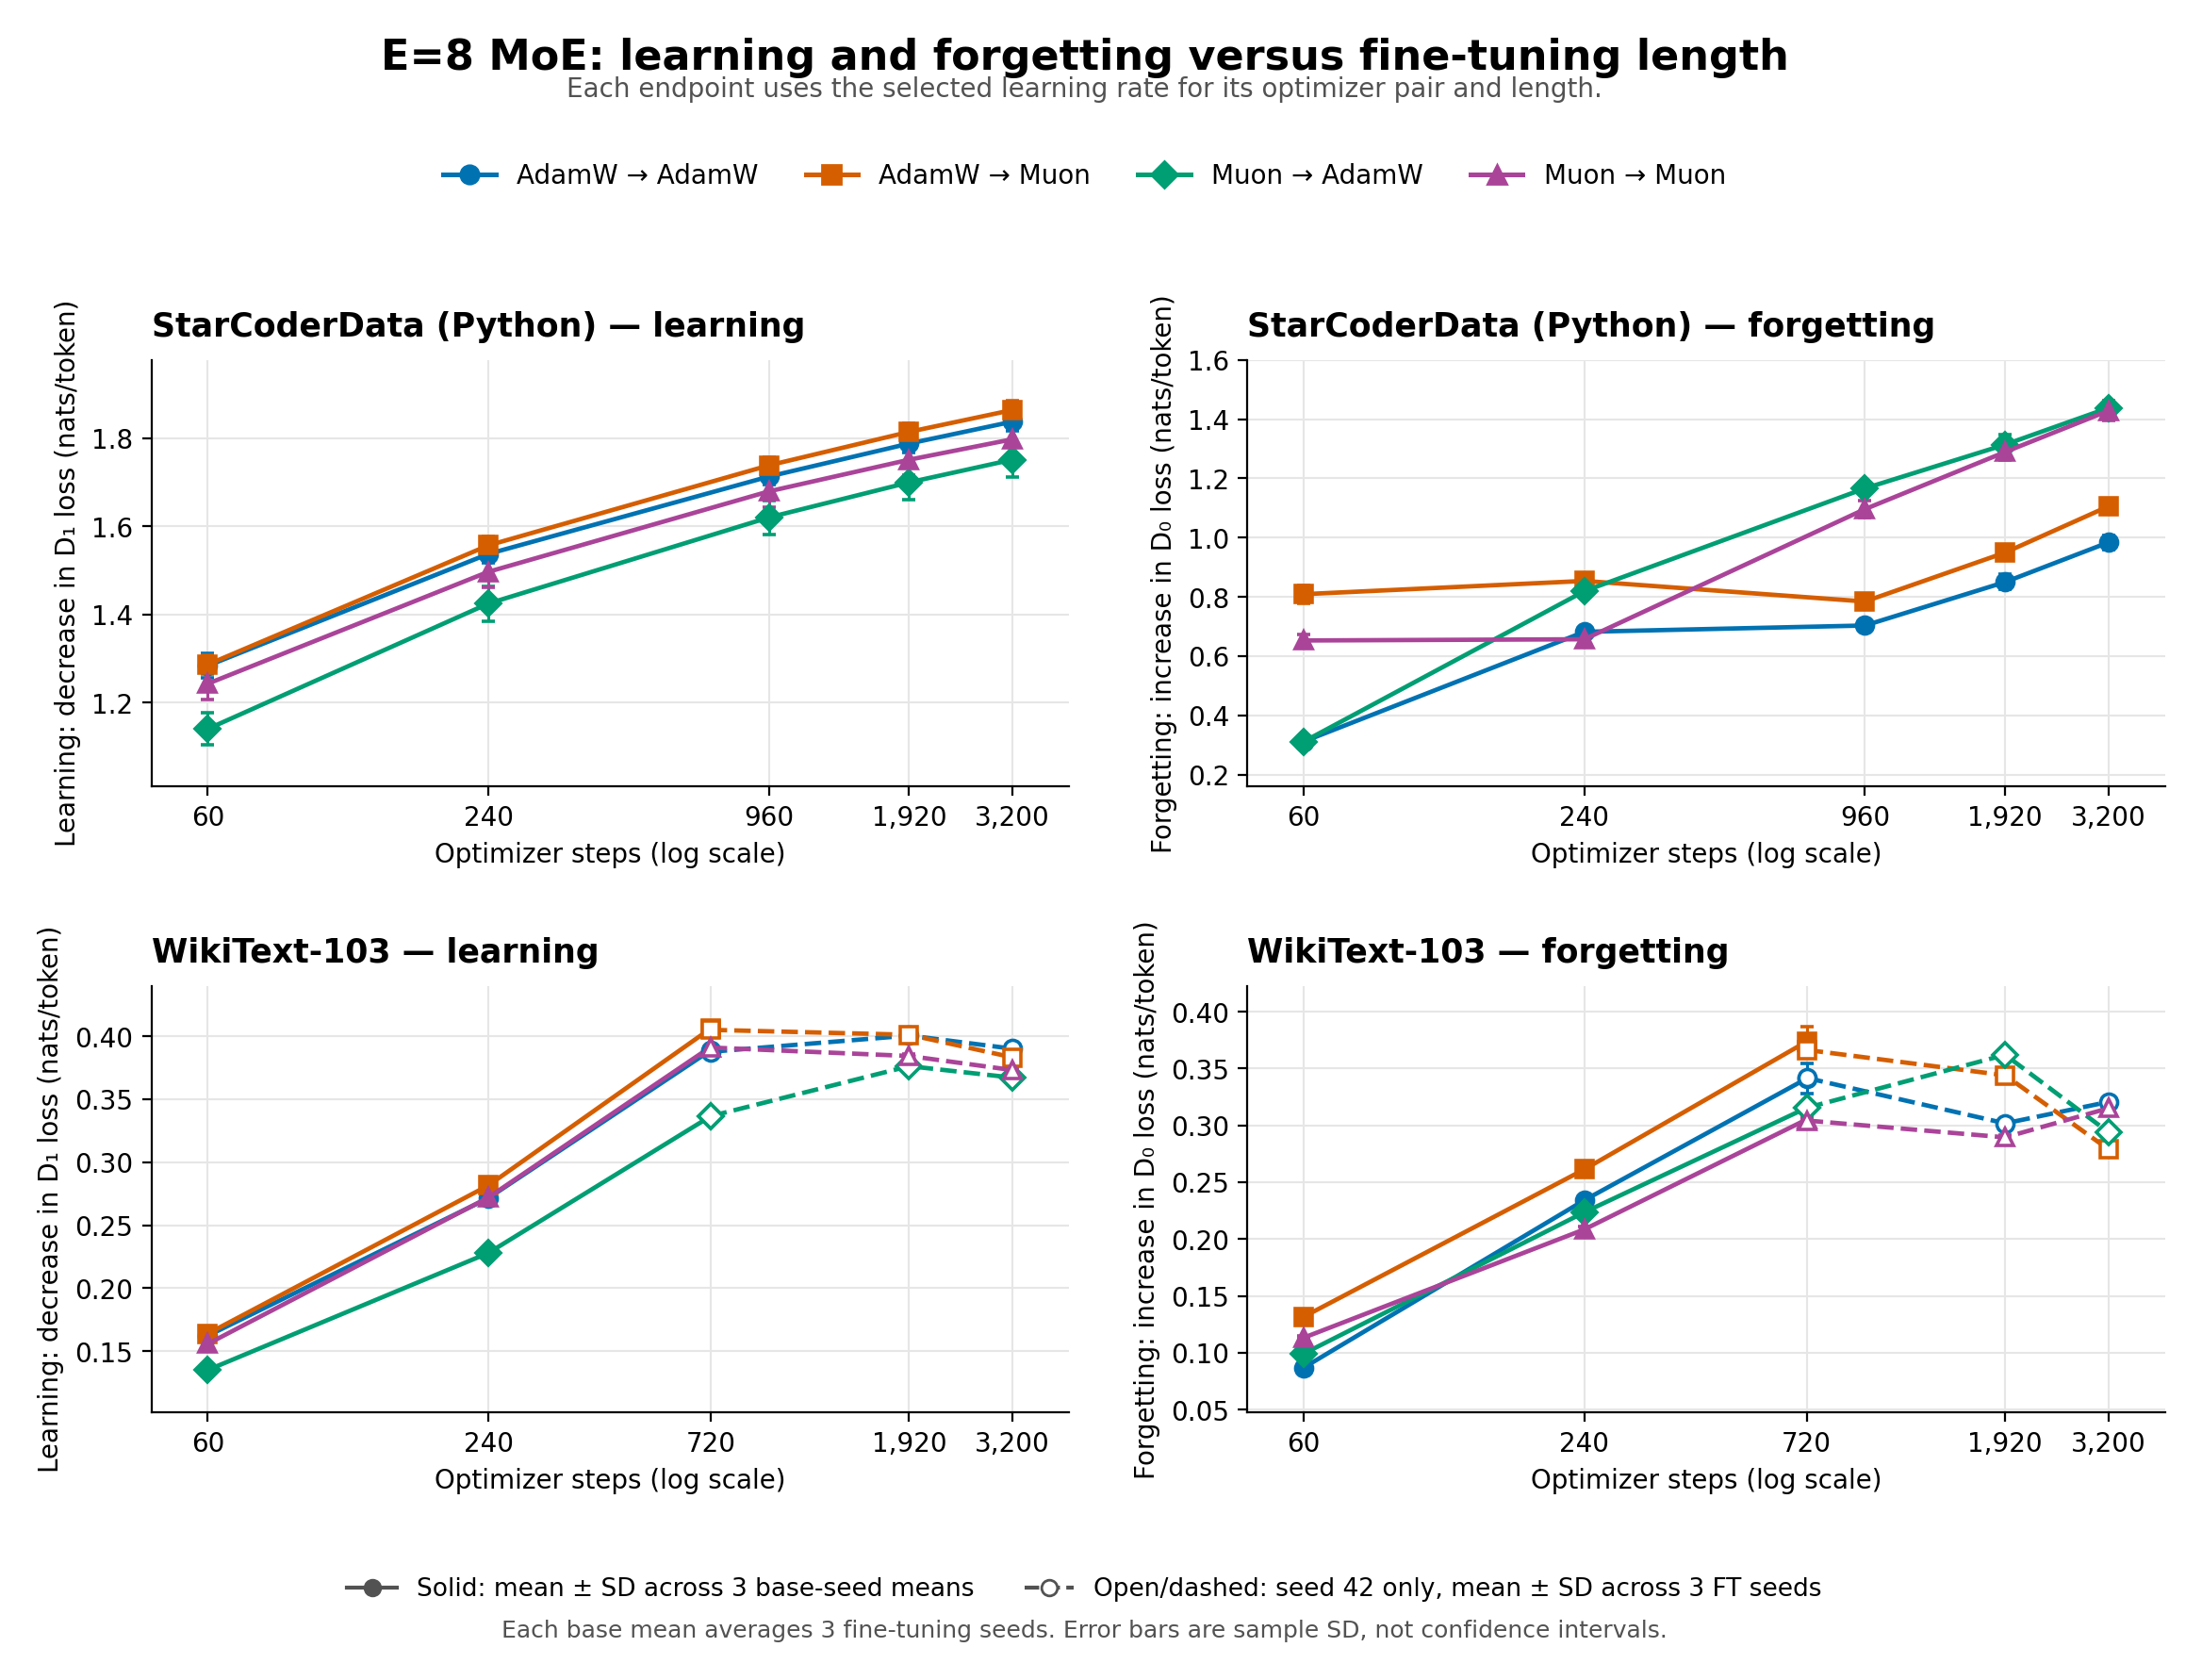 E=8 MoE: learning and forgetting versus fine-tuning length
Each endpoint uses the selected learning rate for its optimizer pair and length.
AdamW → AdamW
AdamW → Muon
Muon → AdamW
Muon → Muon
StarCoderData (Python) — learning
Learning: decrease in D₁ loss (nats/token)
1.8
1.6
1.4
1.2
60 240 960 1,920 3,200
Optimizer steps (log scale)
StarCoderData (Python) — forgetting
Forgetting: increase in D₀ loss (nats/token)
1.6
1.4
1.2
1.0
0.8
0.6
0.4
0.2
60 240 960 1,920 3,200
Optimizer steps (log scale)
WikiText-103 — learning
Learning: decrease in D₁ loss (nats/token)
0.40
0.35
0.30
0.25
0.20
0.15
60 240 720 1,920 3,200
Optimizer steps (log scale)
WikiText-103 — forgetting
Forgetting: increase in D₀ loss (nats/token)
0.40
0.35
0.30
0.25
0.20
0.15
0.10
0.05
60 240 720 1,920 3,200
Optimizer steps (log scale)
Solid: mean ± SD across 3 base-seed means
Open/dashed: seed 42 only, mean ± SD across 3 FT seeds
Each base mean averages 3 fine-tuning seeds. Error bars are sample SD, not confidence intervals.